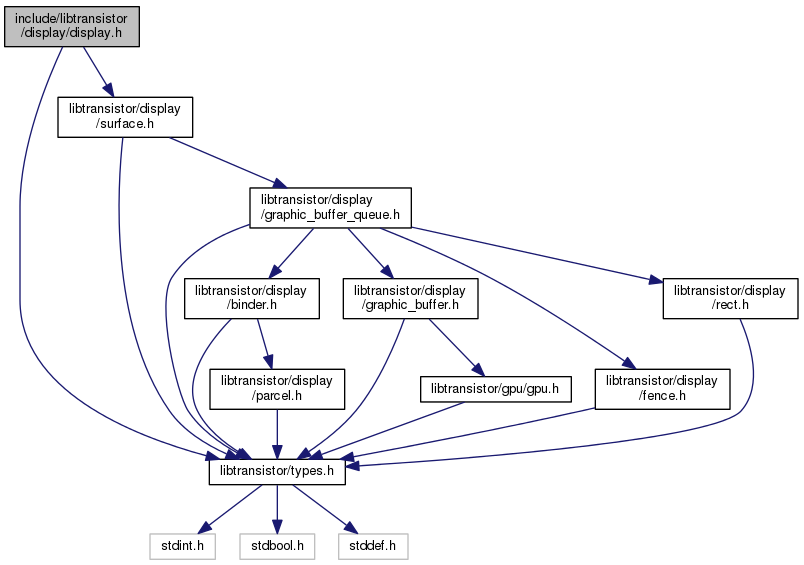 include/libtransistor
/display/display.h
libtransistor/display
/surface.h
libtransistor/display
/graphic_buffer_queue.h
libtransistor/display
/binder.h
libtransistor/display
/graphic_buffer.h
libtransistor/display
/rect.h
libtransistor/display
/parcel.h
libtransistor/gpu/gpu.h
libtransistor/display
/fence.h
libtransistor/types.h
stdint.h
stdbool.h
stddef.h